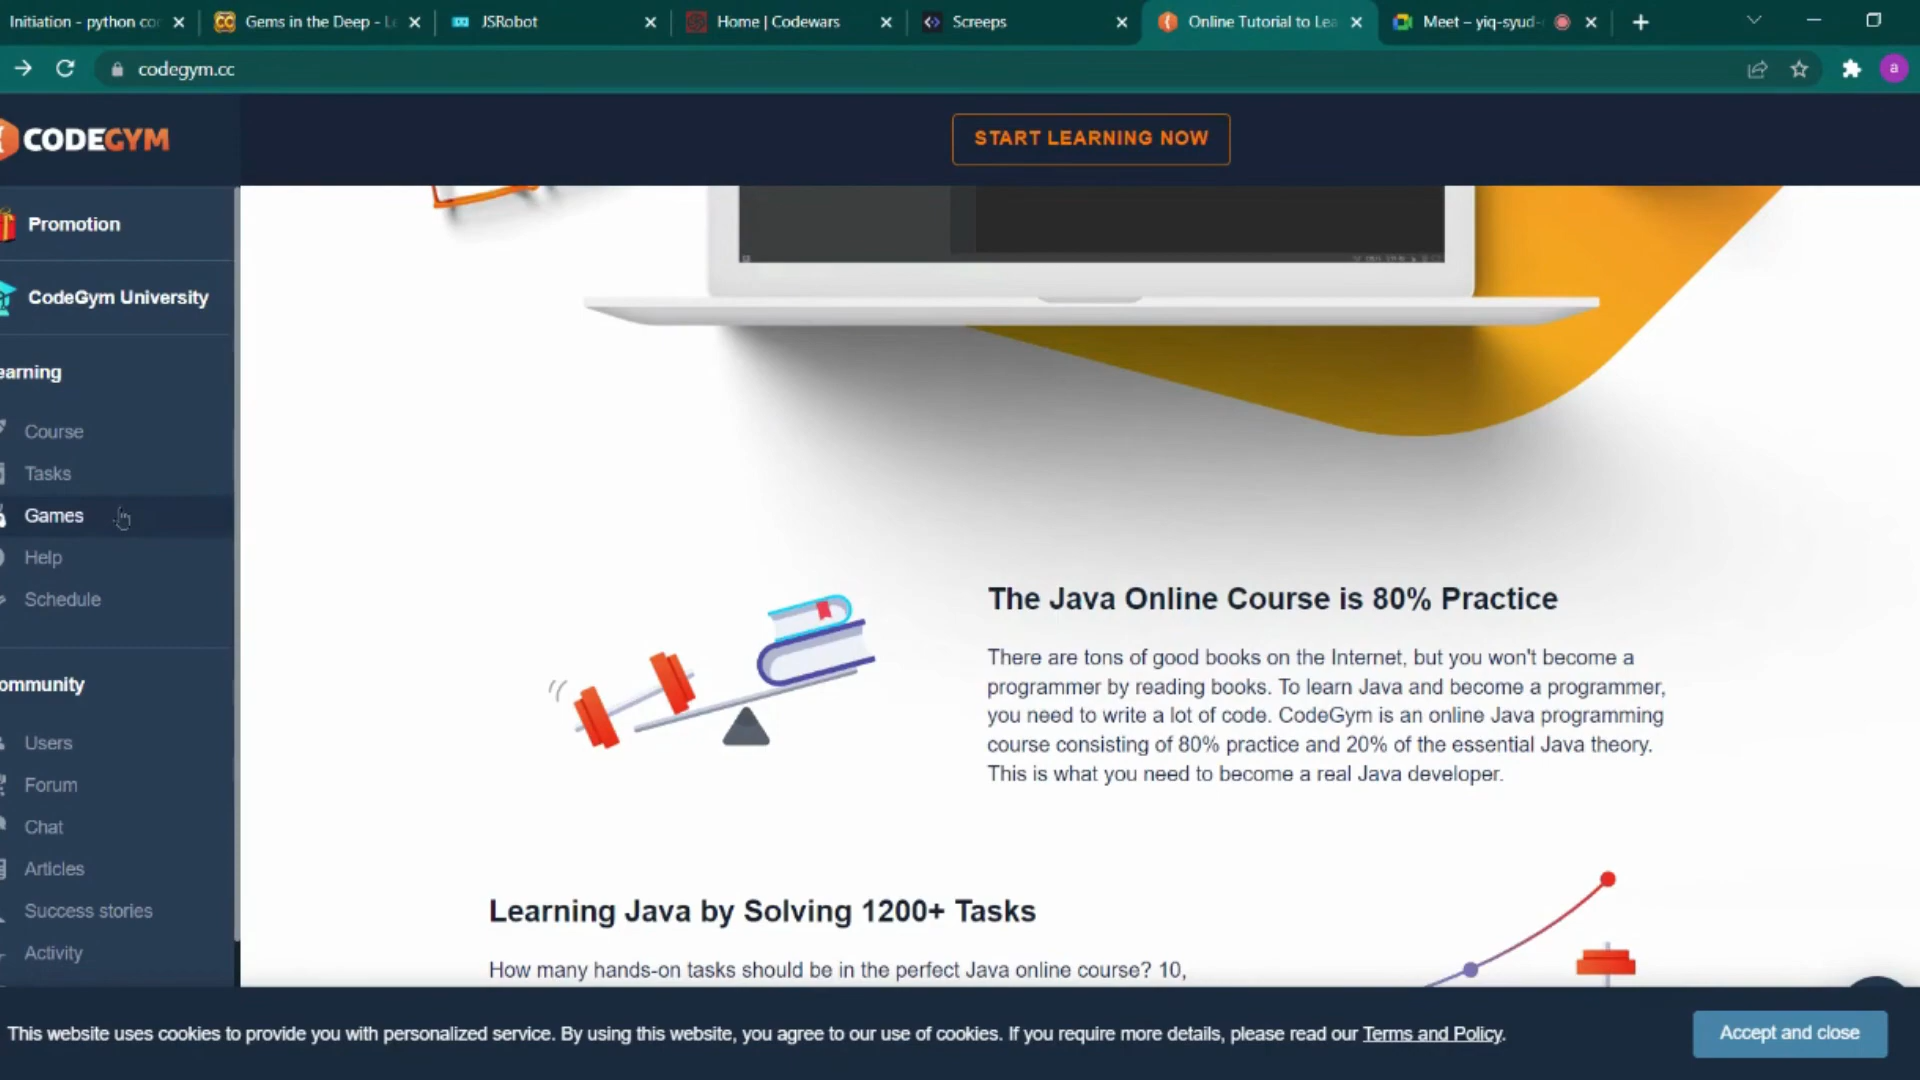 Initiation - python co
Gems in the Deep - L
JSRobot
Home | Codewars
Screeps
Online Tutorial to Lea
Meet – yiq-syud-
codegym.cc
a
CODEGYM
START LEARNING NOW
Promotion
CodeGym University
earning
Course
Tasks
Games
Help
Schedule
ommunity
Users
Forum
Chat
Articles
Success stories
Activity
The Java Online Course is 80% Practice
There are tons of good books on the Internet, but you won't become a
programmer by reading books. To learn Java and become a programmer,
you need to write a lot of code. CodeGym is an online Java programming
course consisting of 80% practice and 20% of the essential Java theory.
This is what you need to become a real Java developer.
Learning Java by Solving 1200+ Tasks
How many hands-on tasks should be in the perfect Java online course? 10,
This website uses cookies to provide you with personalized service. By using this website, you agree to our use of cookies. If you require more details, please read our Terms and Policy.
Accept and close